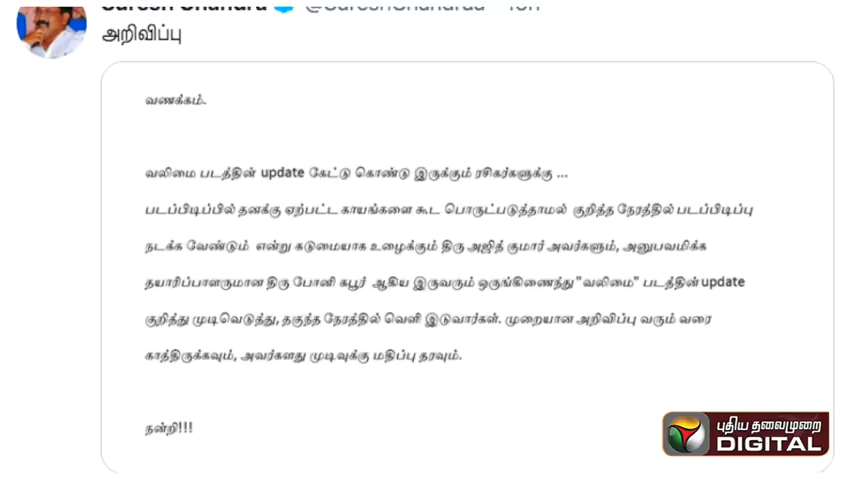 அறிவிப்பு
வணக்கம்.
வலிமை படத்தின் update கேட்டு கொண்டு இருக்கும் ரசிகர்களுக்கு ...
படப்பிடிப்பில் தனக்கு ஏற்பட்ட காயங்களை கூட பொருட்படுத்தாமல் குறித்த நேரத்தில் படப்பிடிப்பு
நடக்க வேண்டும் என்று கடுமையாக உழைக்கும் திரு அஜித் குமார் அவர்களும், அனுபவமிக்க
தயாரிப்பாளருமான திரு போனி கபூர் ஆகிய இருவரும் ஒருங்கிணைந்து "வலிமை" படத்தின் update
குறித்து முடிவெடுத்து, தகுந்த நேரத்தில் வெளி இடுவார்கள். முறையான அறிவிப்பு வரும் வரை
காத்திருக்கவும், அவர்களது முடிவுக்கு மதிப்பு தரவும்.
நன்றி!!!
புதிய தலைமுறை
DIGITAL